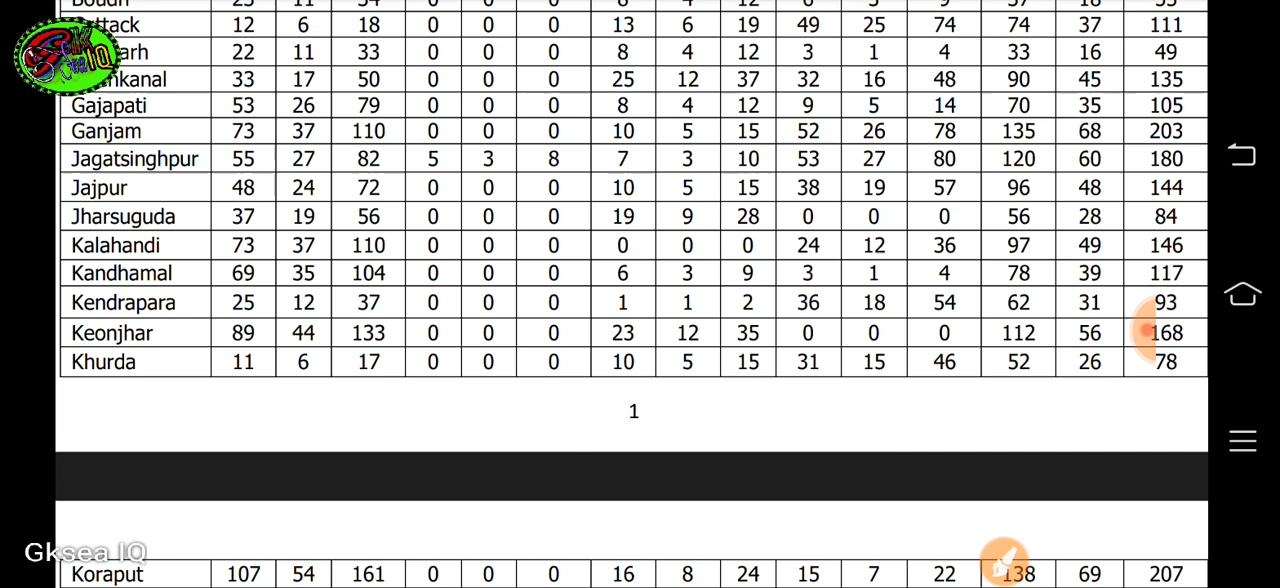 12 6 18 0 0 0 13 6 19 49 25 74 74 37 111
22 11 33 0 0 0 8 4 12 3 1 4 33 16 49
33 17 50 0 0 0 25 12 37 32 16 48 90 45 135
Gajapati 53 26 79 0 0 0 8 4 12 9 5 14 70 35 105
Ganjam 73 37 110 0 0 0 10 5 15 52 26 78 135 68 203
Jagatsinghpur 55 27 82 5 3 8 7 3 10 53 27 80 120 60 180
Jajpur 48 24 72 0 0 0 10 5 15 38 19 57 96 48 144
Jharsuguda 37 19 56 0 0 0 19 9 28 0 0 0 56 28 84
Kalahandi 73 37 110 0 0 0 0 0 0 24 12 36 97 49 146
Kandhamal 69 35 104 0 0 0 6 3 9 3 1 4 78 39 117
Kendrapara 25 12 37 0 0 0 1 1 2 36 18 54 62 31 93
Keonjhar 89 44 133 0 0 0 23 12 35 0 0 0 112 56 168
Khurda 11 6 17 0 0 0 10 5 15 31 15 46 52 26 78
1
Gksea IQ
Koraput 107 54 161 0 0 0 16 8 24 15 7 22 138 69 207